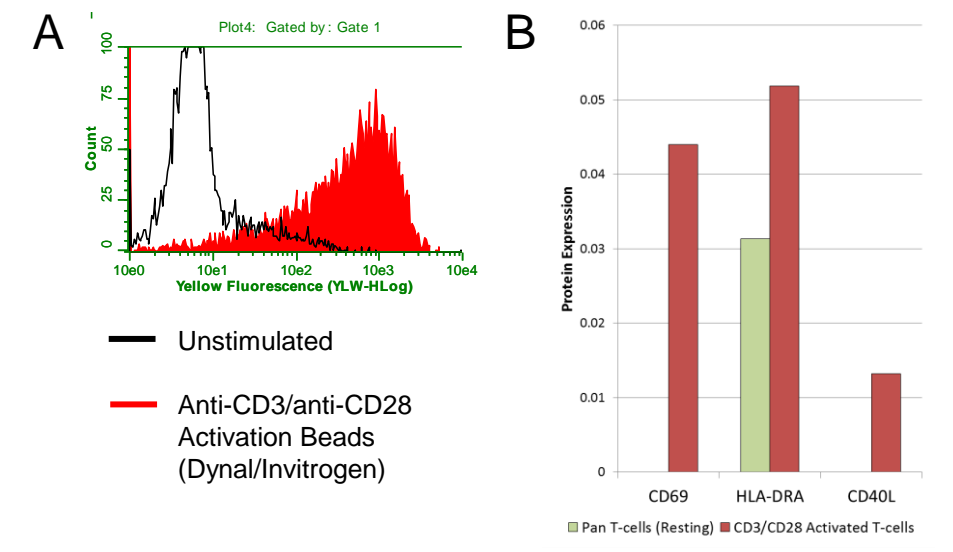 A
Plot4: Gated by: Gate 1
100
75
50
25
0
Count
10e0 10e1 10e2 10e3 10e4
Yellow Fluorescence (YLW-HLog)
Unstimulated
Anti-CD3/anti-CD28
Activation Beads
(Dynal/Invitrogen)
B
0.06
0.05
0.04
0.03
0.02
0.01
0
Protein Expression
CD69 HLA-DRA CD40L
Pan T-cells (Resting) CD3/CD28 Activated T-cells